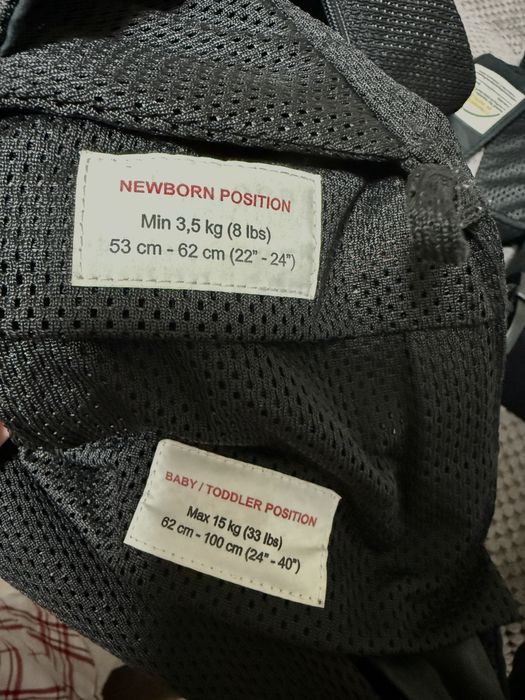 NEWBORN POSITION
Min 3,5 kg (8 lbs)
53 cm - 62 cm (22" - 24")
BABY / TODDLER POSITION
Max 15 kg (33 lbs)
62 cm - 100 cm (24" - 40")